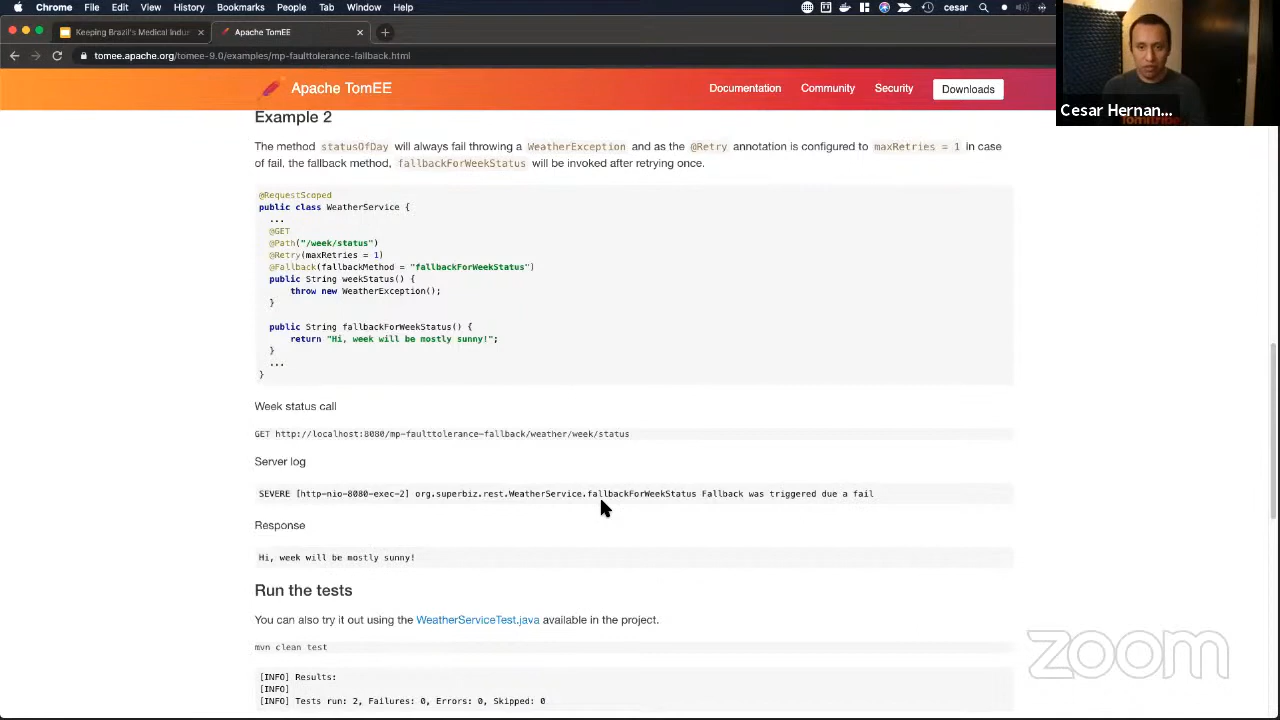 Chrome File Edit View History Bookmarks People Tab Window Help cesar
Keeping Brazil's Medical Indus
Apache TomEE
tomee.apache.org/tomee-9.0/examples/mp-faulttolerance-fallback.html
Cesar Hernan...
tomitribe
Apache TomEE
Documentation Community Security Downloads
Example 2
The method statusOfDay will always fail throwing a WeatherException and as the @Retry annotation is configured to maxRetries = 1 in case
of fail, the fallback method, fallbackForWeekStatus will be invoked after retrying once.
@RequestScoped
public class WeatherService {
...
@GET
@Path("/week/status")
@Retry(maxRetries = 1)
@Fallback(fallbackMethod = "fallbackForWeekStatus")
public String weekStatus() {
throw new WeatherException();
}
public String fallbackForWeekStatus() {
return "Hi, week will be mostly sunny!";
}
...
}
Week status call
GET http://localhost:8080/mp-faulttolerance-fallback/weather/week/status
Server log
SEVERE [http-nio-8080-exec-2] org.superbiz.rest.WeatherService.fallbackForWeekStatus Fallback was triggered due a fail
Response
Hi, week will be mostly sunny!
Run the tests
You can also try it out using the WeatherServiceTest.java available in the project.
mvn clean test
[INFO] Results:
[INFO]
[INFO] Tests run: 2, Failures: 0, Errors: 0, Skipped: 0
zoom